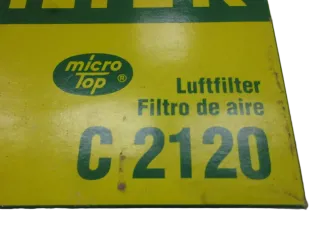 micro
Top ®
Luftfilter
Filtro de aire
C 2120